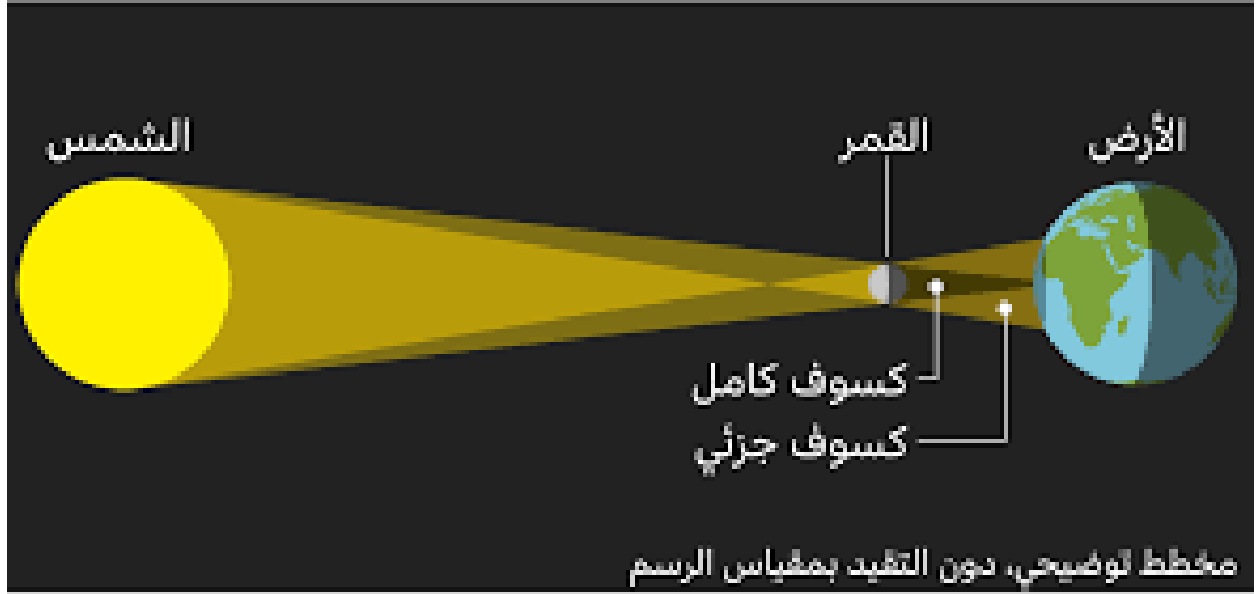 الأرض
القمر
الشمس
كسوف كامل
كسوف جزئي
مخطط توضيحي، دون التقيد بمقياس الرسم